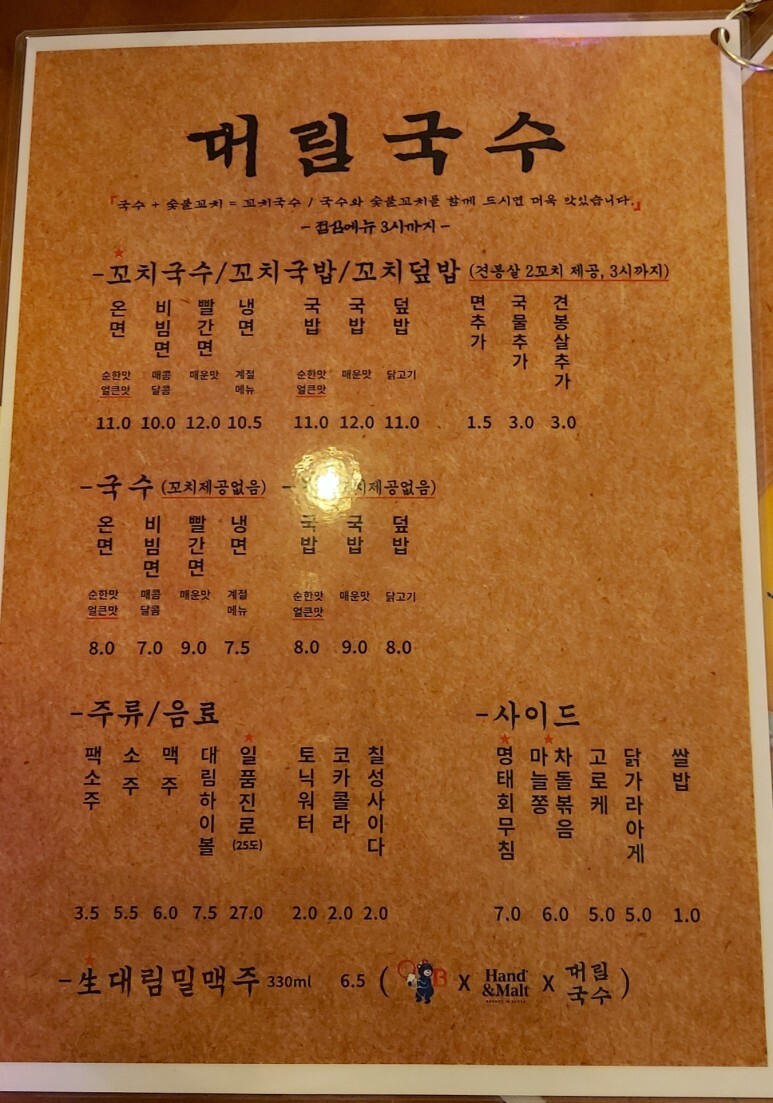 대림국수
「국수 + 숯불꼬치 = 꼬치국수 / 국수와 숯불꼬치를 함께 드시면 더욱 맛있습니다.」
- 점심메뉴 3시까지 -
- 꼬치국수/꼬치국밥/꼬치덮밥 (견봉살 2꼬치 제공, 3시까지)
온면 비빔면 빨간면 냉면 국밥 국밥 덮밥 면추가 국물추가 견봉살추가
순한맛 매콤 매운맛 계절 순한맛 매운맛 닭고기
얼큰맛 달콤 메뉴 얼큰맛
11.0 10.0 12.0 10.5 11.0 12.0 11.0 1.5 3.0 3.0
- 국수 (꼬치제공없음) - 제공없음)
온면 비빔면 빨간면 냉면 국밥 국밥 덮밥
순한맛 매콤 매운맛 계절 순한맛 매운맛 닭고기
얼큰맛 달콤 메뉴 얼큰맛
8.0 7.0 9.0 7.5 8.0 9.0 8.0
- 주류/음료 - 사이드
팩소주 소주 맥주 대림하이볼 일품진로 (25도) 토닉워터 코카콜라 칠성사이다 명태회무침 마늘쫑 차돌볶음 고로케 닭가라아게 쌀밥
3.5 5.5 6.0 7.5 27.0 2.0 2.0 2.0 7.0 6.0 5.0 5.0 1.0
- 生대림밀맥주 330ml 6.5 ( OB X Hand &Malt X 대림국수 )